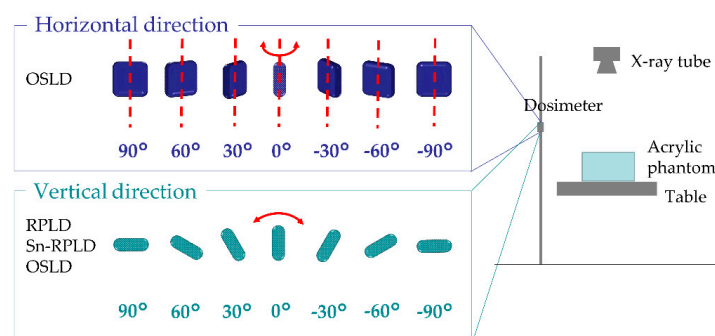 Horizontal direction
OSLD
90° 60° 30° 0° -30° -60° -90°
Vertical direction
RPLD
Sn-RPLD
OSLD
90° 60° 30° 0° -30° -60° -90°
X-ray tube
Dosimeter
Acrylic
phantom
Table